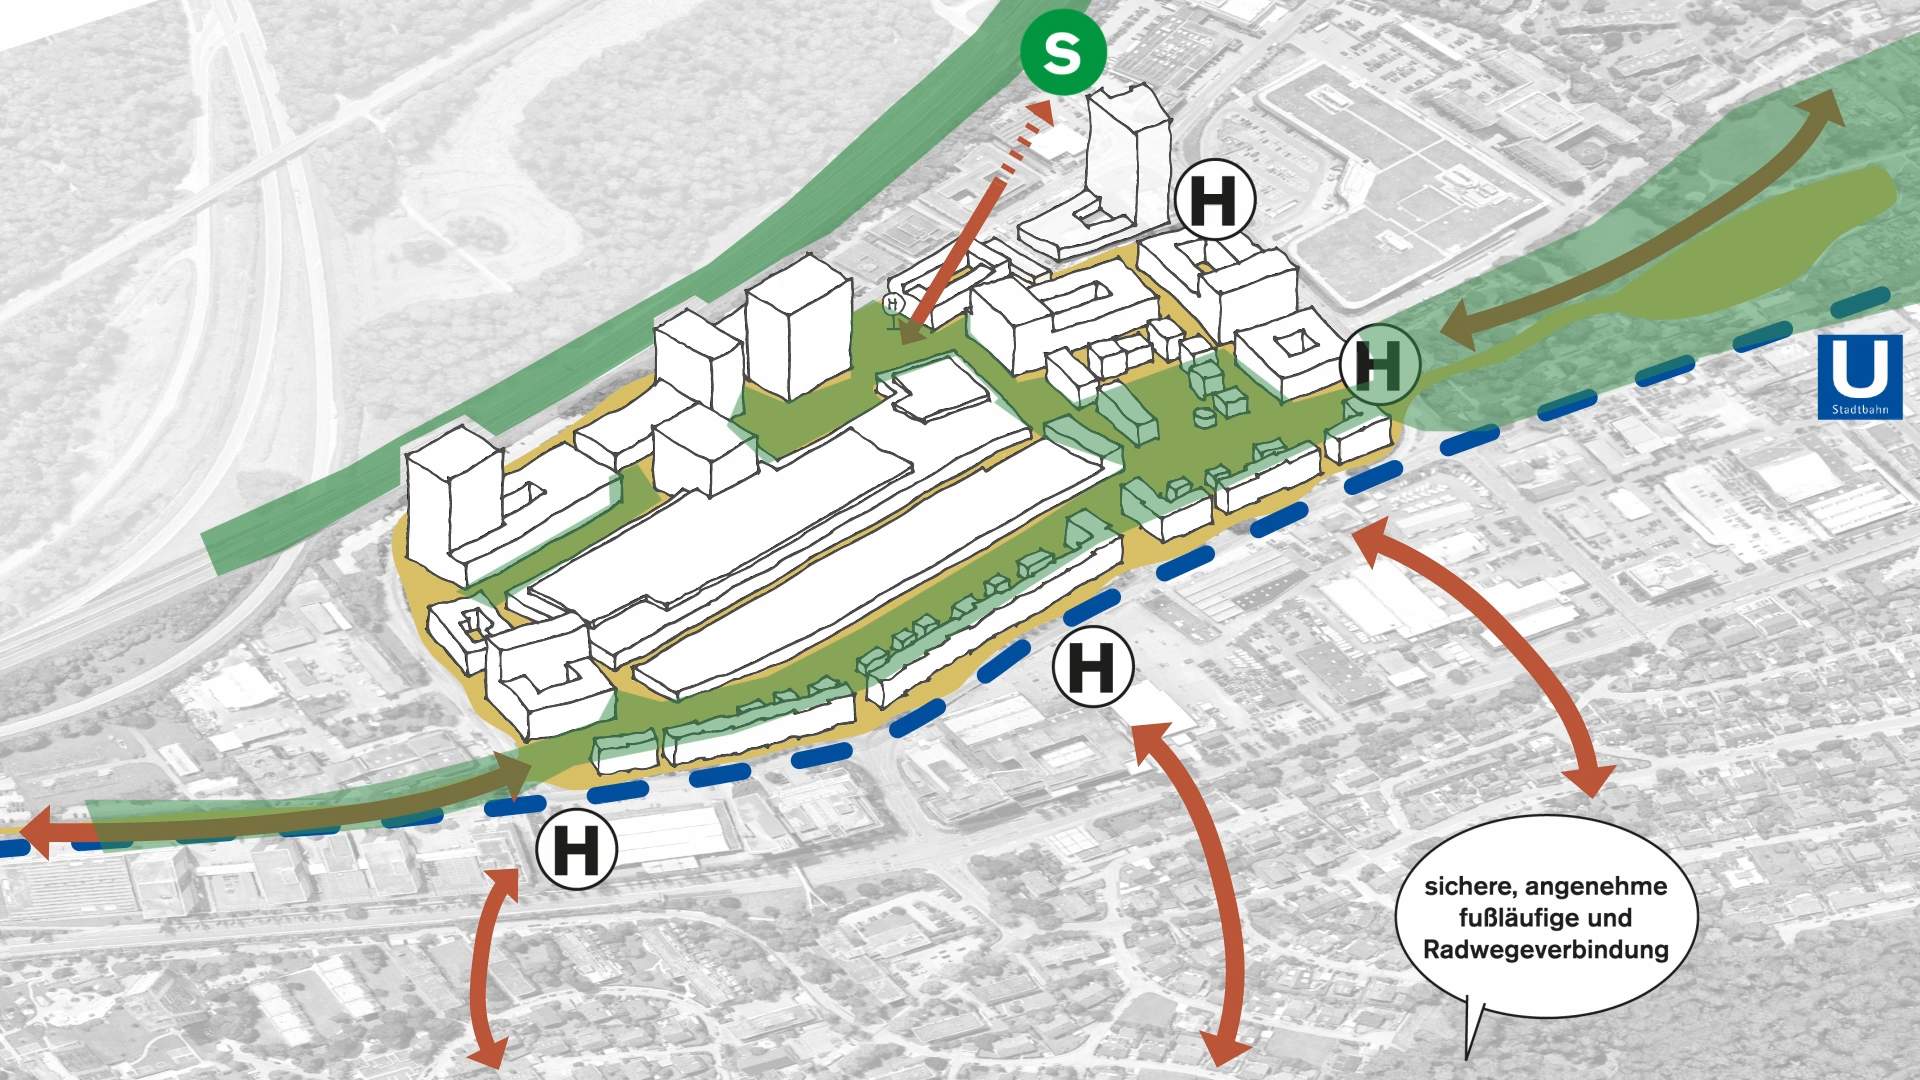 S
H
H
H
U
Stadtbahn
H
H
sichere, angenehme
fußläufige und
Radwegeverbindung